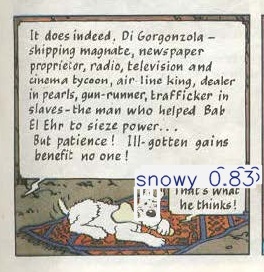 It does indeed. Di Gorgonzola –
shipping magnate, newspaper
proprietor, radio, television and
cinema tycoon, air-line king, dealer
in pearls, gun-runner, trafficker in
slaves – the man who helped Bab
El Ehr to sieze power...
But patience! Ill-gotten gains
benefit no one!
snowy 0.83
That's what
he thinks!